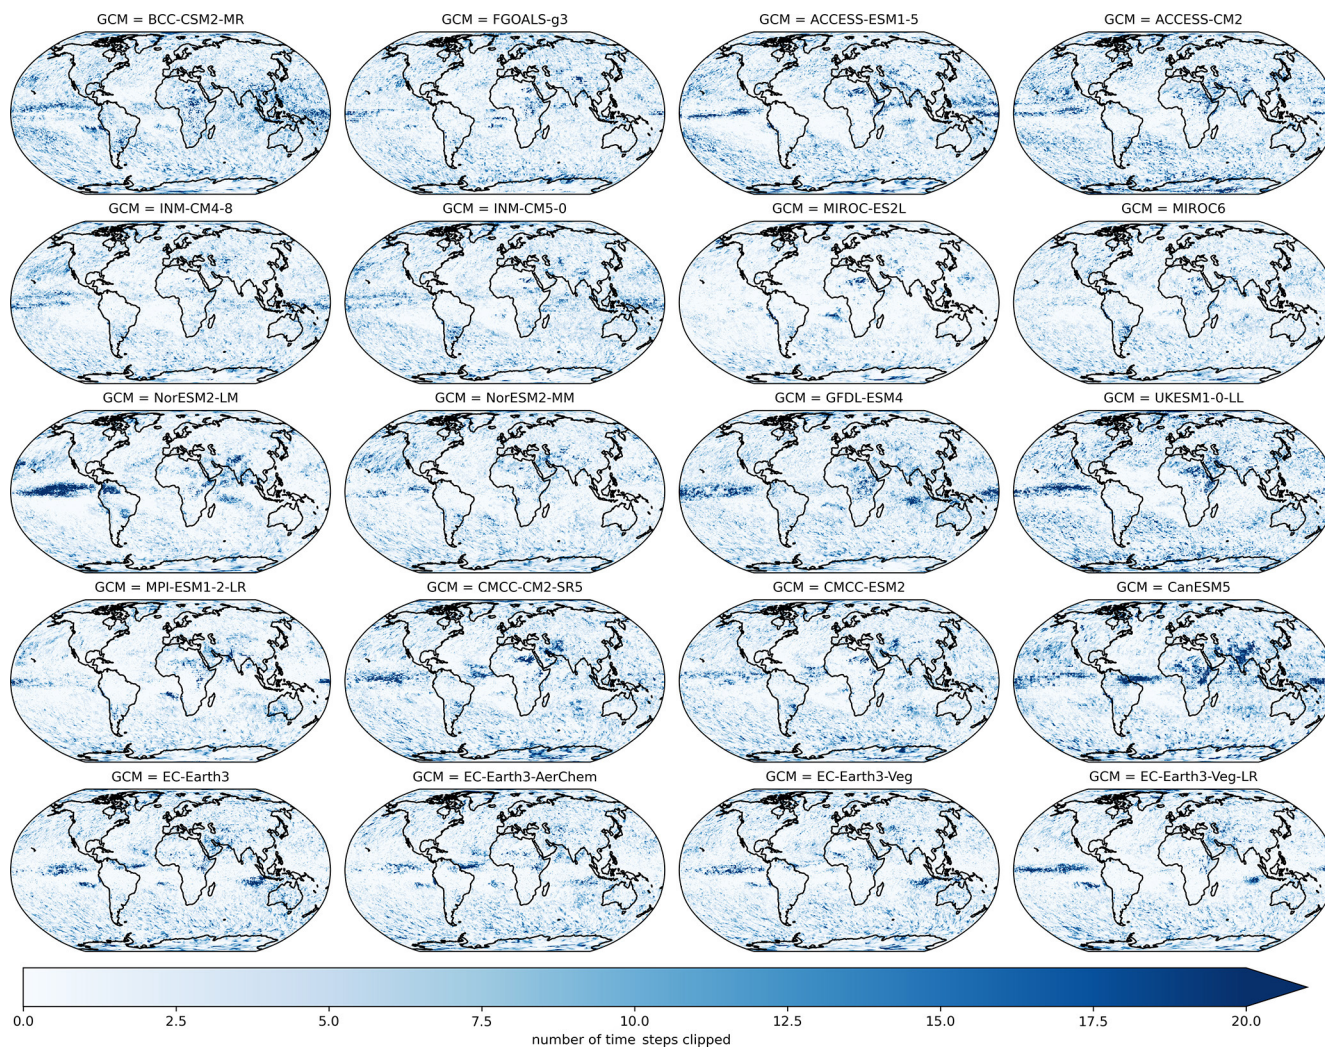 GCM = BCC-CSM2-MR
GCM = FGOALS-g3
GCM = ACCESS-ESM1-5
GCM = ACCESS-CM2
GCM = INM-CM4-8
GCM = INM-CM5-0
GCM = MIROC-ES2L
GCM = MIROC6
GCM = NorESM2-LM
GCM = NorESM2-MM
GCM = GFDL-ESM4
GCM = UKESM1-0-LL
GCM = MPI-ESM1-2-LR
GCM = CMCC-CM2-SR5
GCM = CMCC-ESM2
GCM = CanESM5
GCM = EC-Earth3
GCM = EC-Earth3-AerChem
GCM = EC-Earth3-Veg
GCM = EC-Earth3-Veg-LR
0.0 2.5 5.0 7.5 10.0 12.5 15.0 17.5 20.0
number of time steps clipped